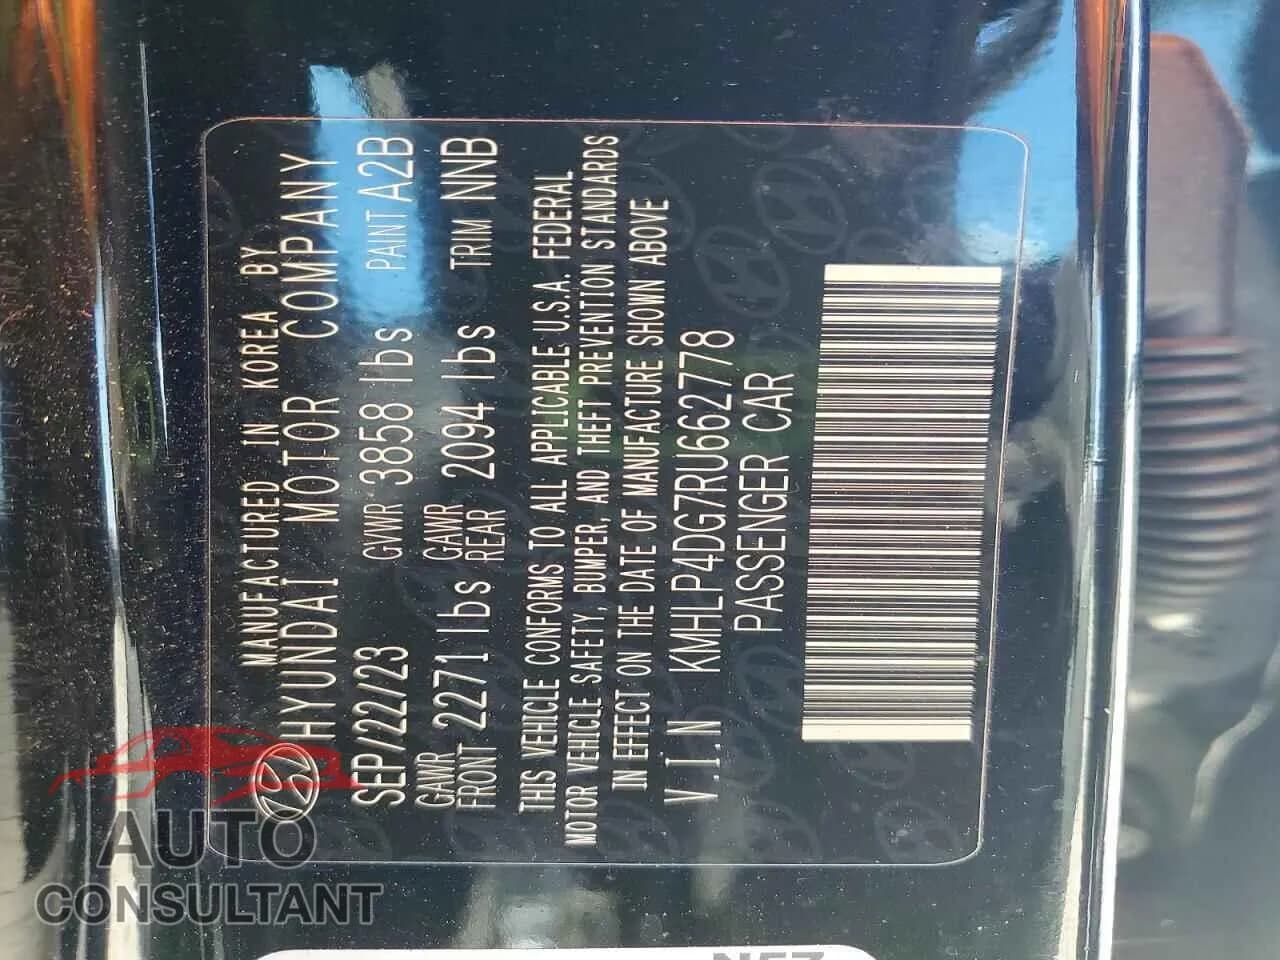 MANUFACTURED IN KOREA BY
HYUNDAI MOTOR COMPANY
SEP/22/23 GVWR 3858 lbs PAINT A2B
GAWR FRONT 2271 lbs GAWR REAR 2094 lbs TRIM NNB
THIS VEHICLE CONFORMS TO ALL APPLICABLE U.S.A. FEDERAL
MOTOR VEHICLE SAFETY, BUMPER, AND THEFT PREVENTION STANDARDS
IN EFFECT ON THE DATE OF MANUFACTURE SHOWN ABOVE
V.I.N KMHLP4DG7RU662778
PASSENGER CAR
AUTO
CONSULTANT